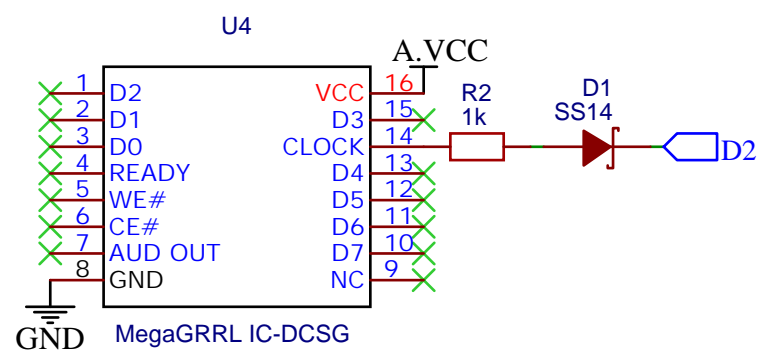 U4
A.VCC
1 D2 VCC 16
2 D1 D3 15
3 D0 CLOCK 14
4 READY D4 13
5 WE# D5 12
6 CE# D6 11
7 AUD OUT D7 10
8 GND NC 9
R2
1k
D1
SS14
D2
GND
MegaGRRL IC-DCSG